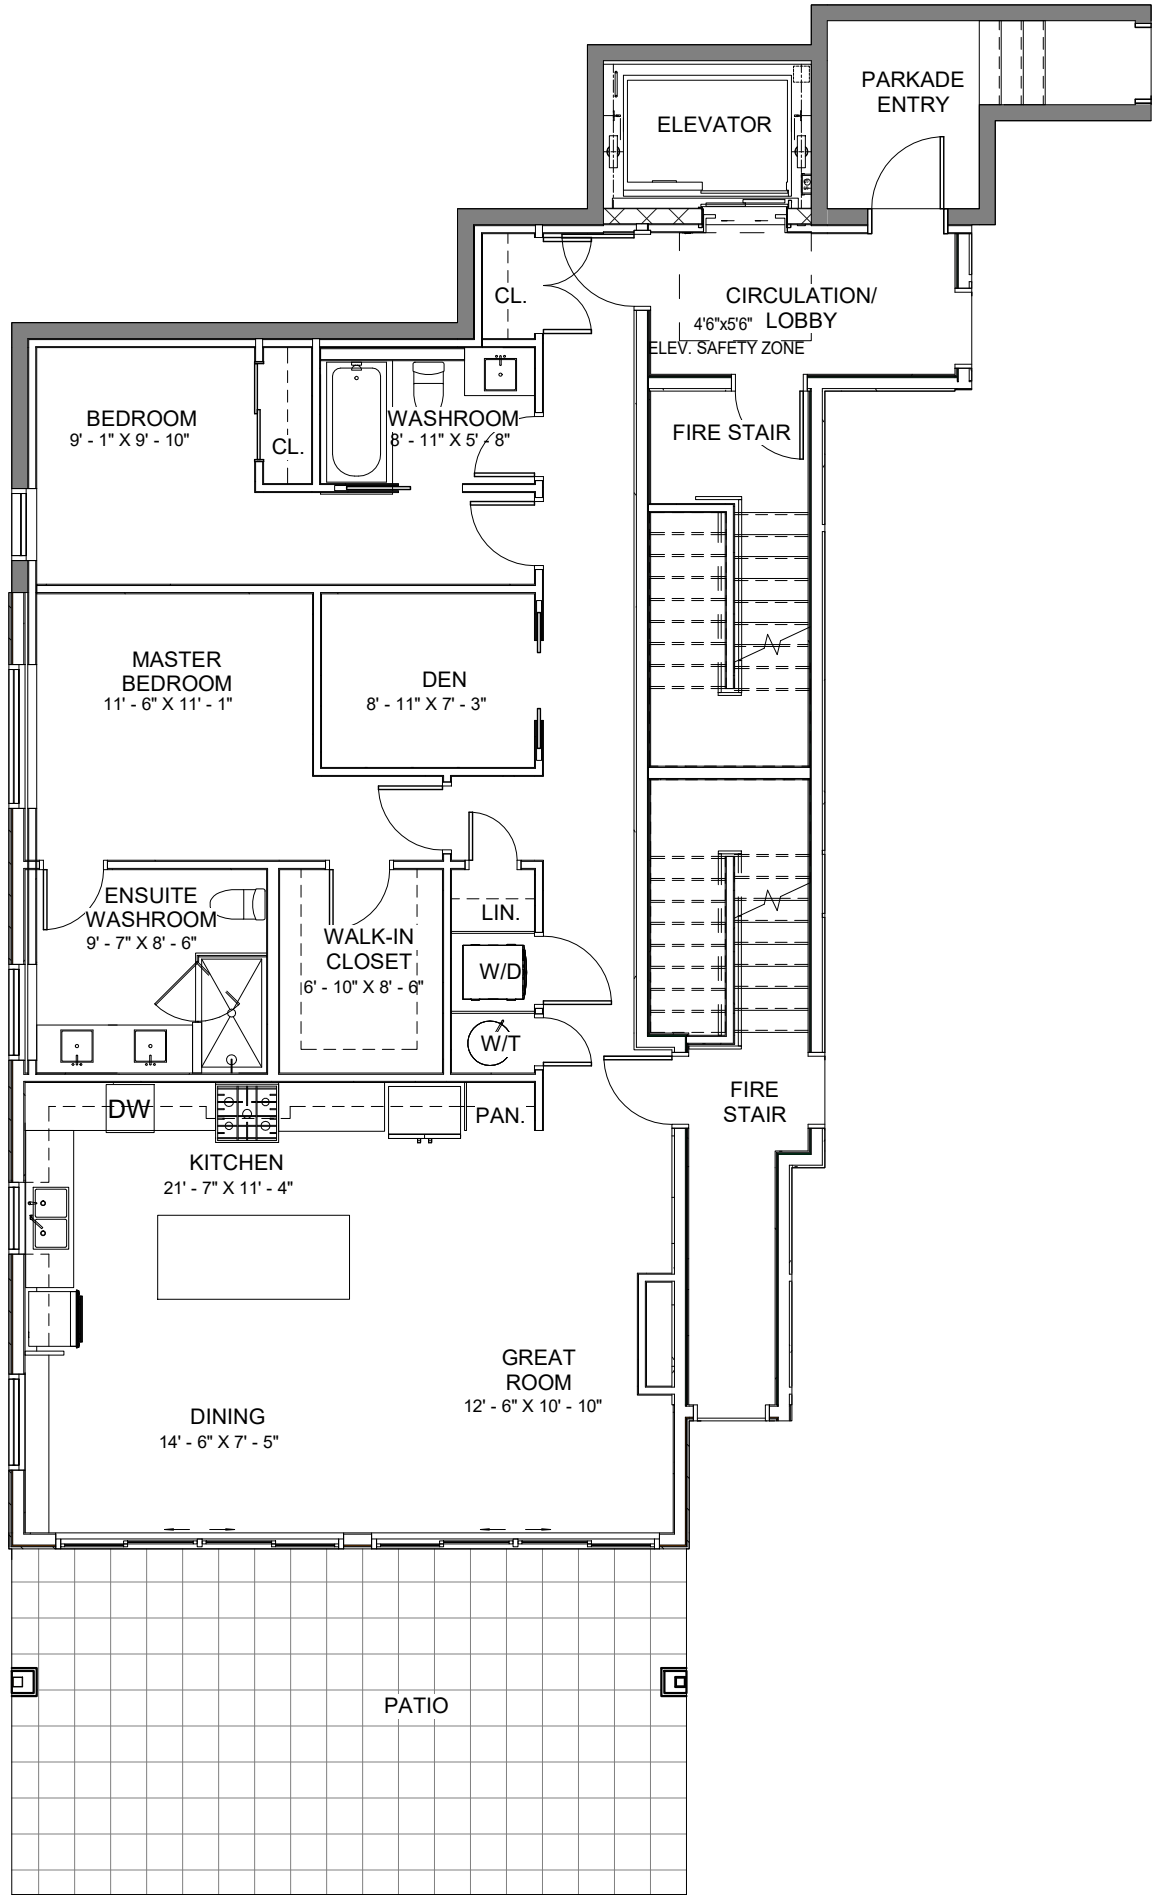 PARKADE
ENTRY
ELEVATOR
CL.
CIRCULATION/
LOBBY
4'6"x5'6"
ELEV. SAFETY ZONE
BEDROOM
9' - 1" X 9' - 10"
CL.
WASHROOM
8' - 11" X 5' - 8"
FIRE STAIR
MASTER
BEDROOM
11' - 6" X 11' - 1"
DEN
8' - 11" X 7' - 3"
ENSUITE
WASHROOM
9' - 7" X 8' - 6"
WALK-IN
CLOSET
6' - 10" X 8' - 6"
LIN.
W/D
W/T
FIRE
STAIR
DW
PAN.
KITCHEN
21' - 7" X 11' - 4"
GREAT
ROOM
12' - 6" X 10' - 10"
DINING
14' - 6" X 7' - 5"
PATIO